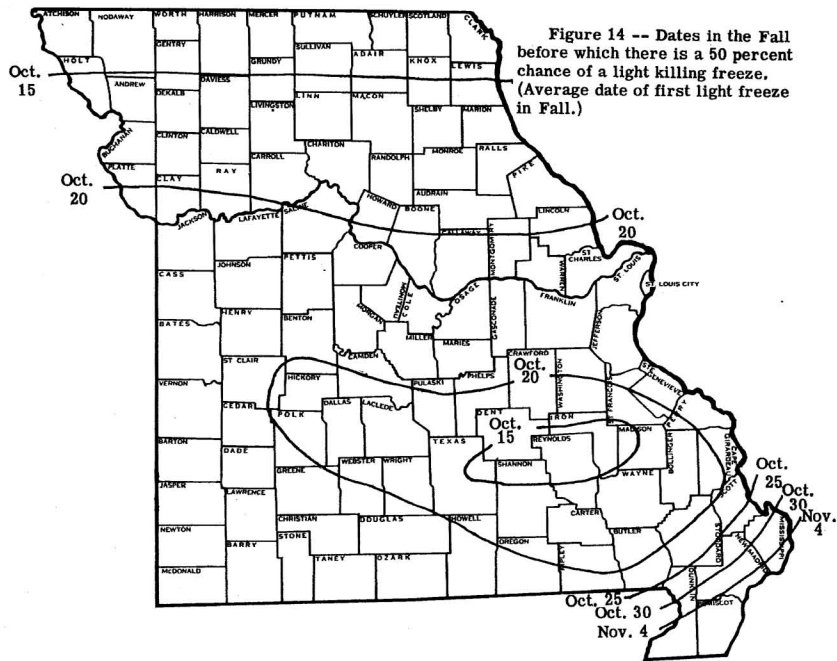 Figure 14 -- Dates in the Fall
before which there is a 50 percent
chance of a light killing freeze.
(Average date of first light freeze
in Fall.)
ATCHISON
NODAWAY
WORTH
HARRISON
MERCER
PUTNAM
SCHUYLER
SCOTLAND
CLARK
GENTRY
SULLIVAN
ADAIR
KNOX
LEWIS
HOLT
ANDREW
DAVIESS
GRUNDY
Oct.
15
DEKALB
LIVINGSTON
LINN
MACON
SHELBY
MARION
BUCHANAN
CLINTON
CALDWELL
CHARITON
RANDOLPH
MONROE
RALLS
PLATTE
CLAY
RAY
CARROLL
PIKE
Oct.
20
AUDRAIN
SALINE
HOWARD
BOONE
LINCOLN
Oct.
20
JACKSON
LAFAYETTE
CALLAWAY
MONTGOMERY
COOPER
WARREN
ST
CHARLES
ST. LOUIS
ST. LOUIS CITY
CASS
JOHNSON
PETTIS
MONITEAU
COLE
OSAGE
GASCONADE
FRANKLIN
HENRY
BENTON
MORGAN
MILLER
MARIES
JEFFERSON
BATES
ST CLAIR
CAMDEN
PHELPS
CRAWFORD
Oct.
20
WASHINGTON
STE.
GENEVIEVE
ST FRANCOIS
PERRY
VERNON
HICKORY
PULASKI
CEDAR
POLK
DALLAS
LACLEDE
DENT
IRON
Oct.
15
REYNOLDS
MADISON
BOLLINGER
CAPE
GIRARDEAU
BARTON
DADE
TEXAS
SHANNON
WAYNE
GREENE
WEBSTER
WRIGHT
SCOTT
Oct.
25
Oct.
30
Nov.
4
JASPER
LAWRENCE
CARTER
STODDARD
MISSISSIPPI
NEWTON
CHRISTIAN
DOUGLAS
HOWELL
OREGON
RIPLEY
BUTLER
NEW MADRID
BARRY
STONE
TANEY
OZARK
McDONALD
DUNKLIN
Oct. 25
Oct. 30
Nov. 4